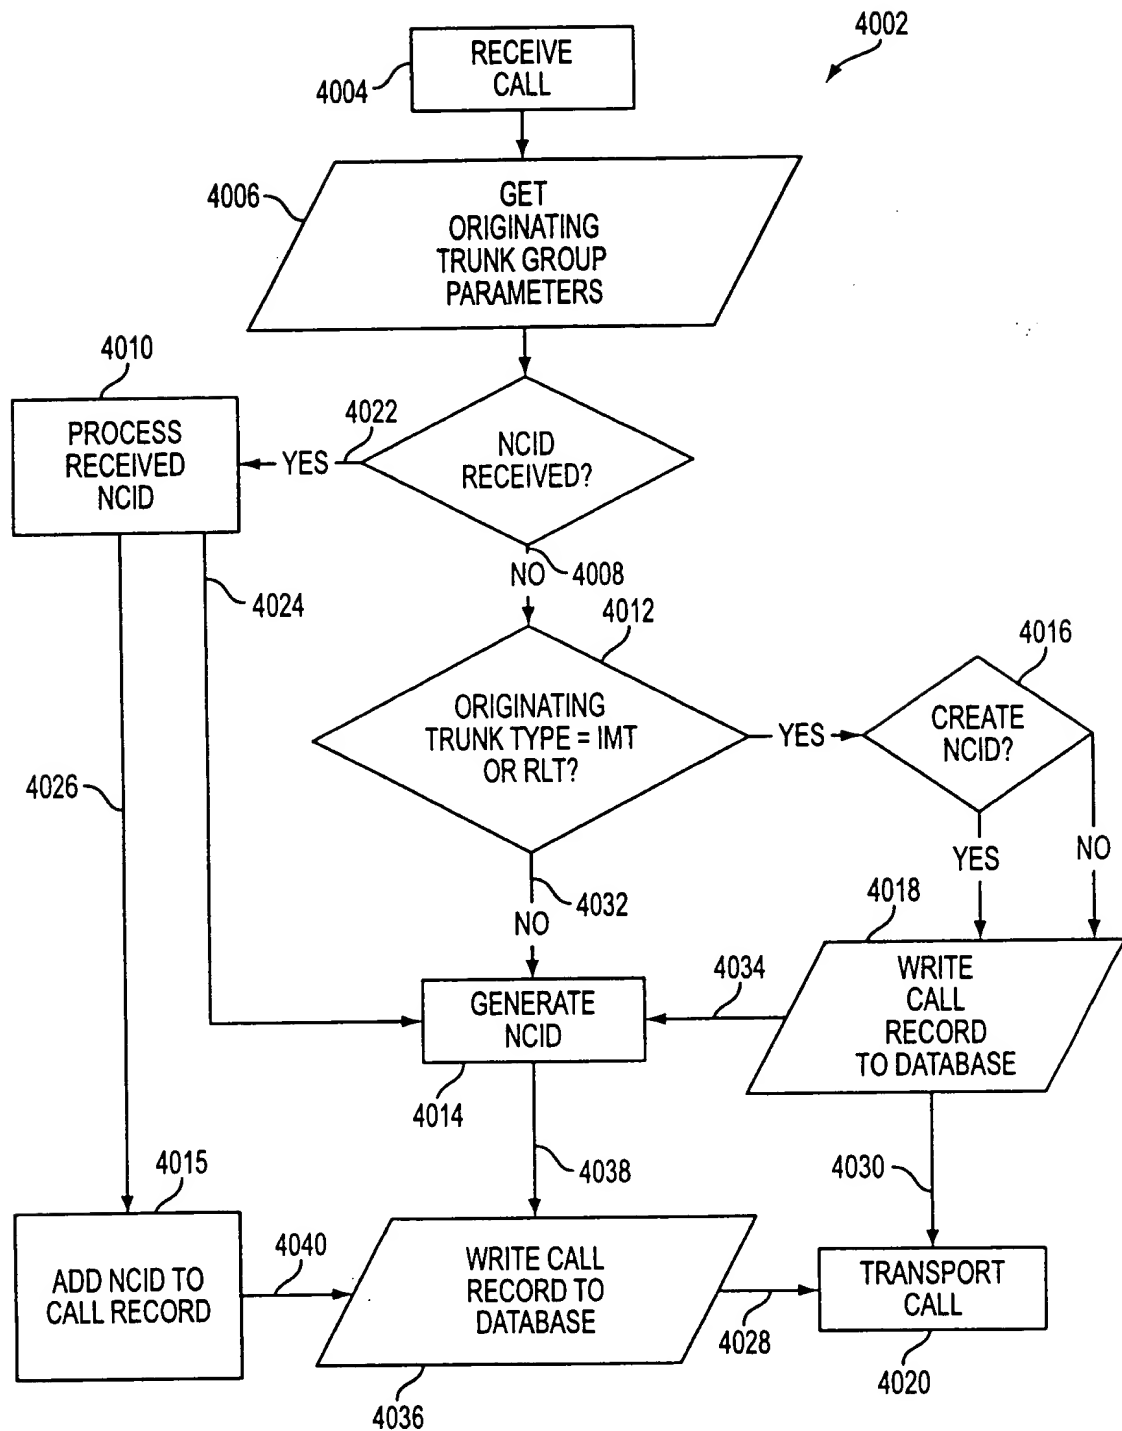 4002
RECEIVE
CALL
4004
4006
GET
ORIGINATING
TRUNK GROUP
PARAMETERS
4010
PROCESS
RECEIVED
NCID
YES
4022
NCID
RECEIVED?
NO
4008
4024
4012
4016
ORIGINATING
TRUNK TYPE = IMT
OR RLT?
YES
CREATE
NCID?
4026
YES
NO
4032
NO
4018
WRITE
CALL
RECORD
TO DATABASE
4034
GENERATE
NCID
4014
4038
4030
4015
ADD NCID TO
CALL RECORD
4040
WRITE CALL
RECORD TO
DATABASE
4036
4028
TRANSPORT
CALL
4020